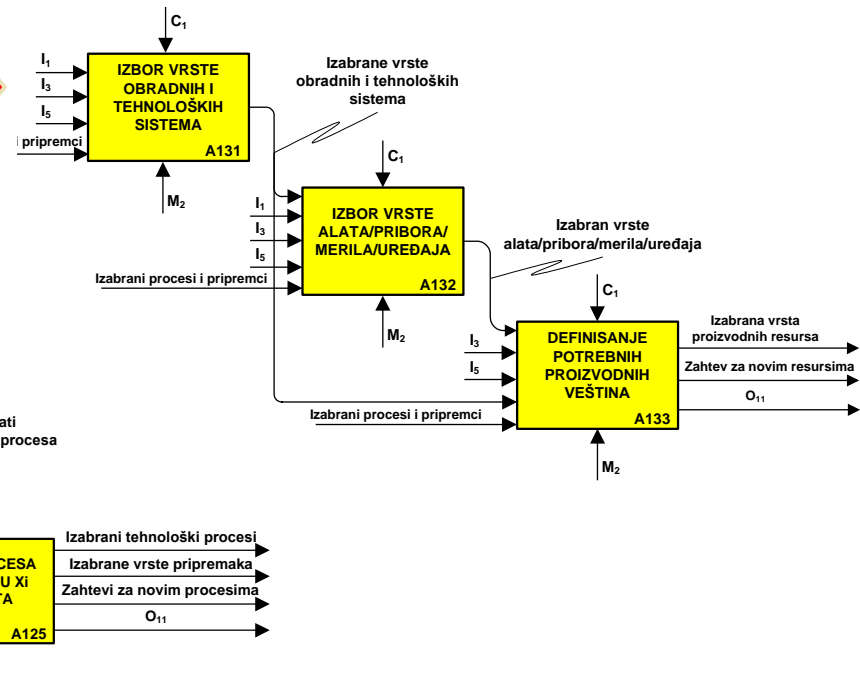 C₁
I₁
I₃
I₅
i pripremci
IZBOR VRSTE
OBRADNIH I
TEHNOLOŠKIH
SISTEMA
A131
M₂
Izabrane vrste
obradnih i tehnoloških
sistema
C₁
I₁
I₃
I₅
Izabrani procesi i pripremci
IZBOR VRSTE
ALATA/PRIBORA/
MERILA/UREĐAJA
A132
M₂
Izabran vrste
alata/pribora/merila/uređaja
C₁
I₃
I₅
Izabrani procesi i pripremci
DEFINISANJE
POTREBNIH
PROIZVODNIH
VEŠTINA
A133
M₂
Izabrana vrsta
proizvodnih resursa
Zahtev za novim resursima
O₁₁
ati
procesa
CESA
U Xi
TA
A125
Izabrani tehnološki procesi
Izabrane vrste pripremaka
Zahtevi za novim procesima
O₁₁